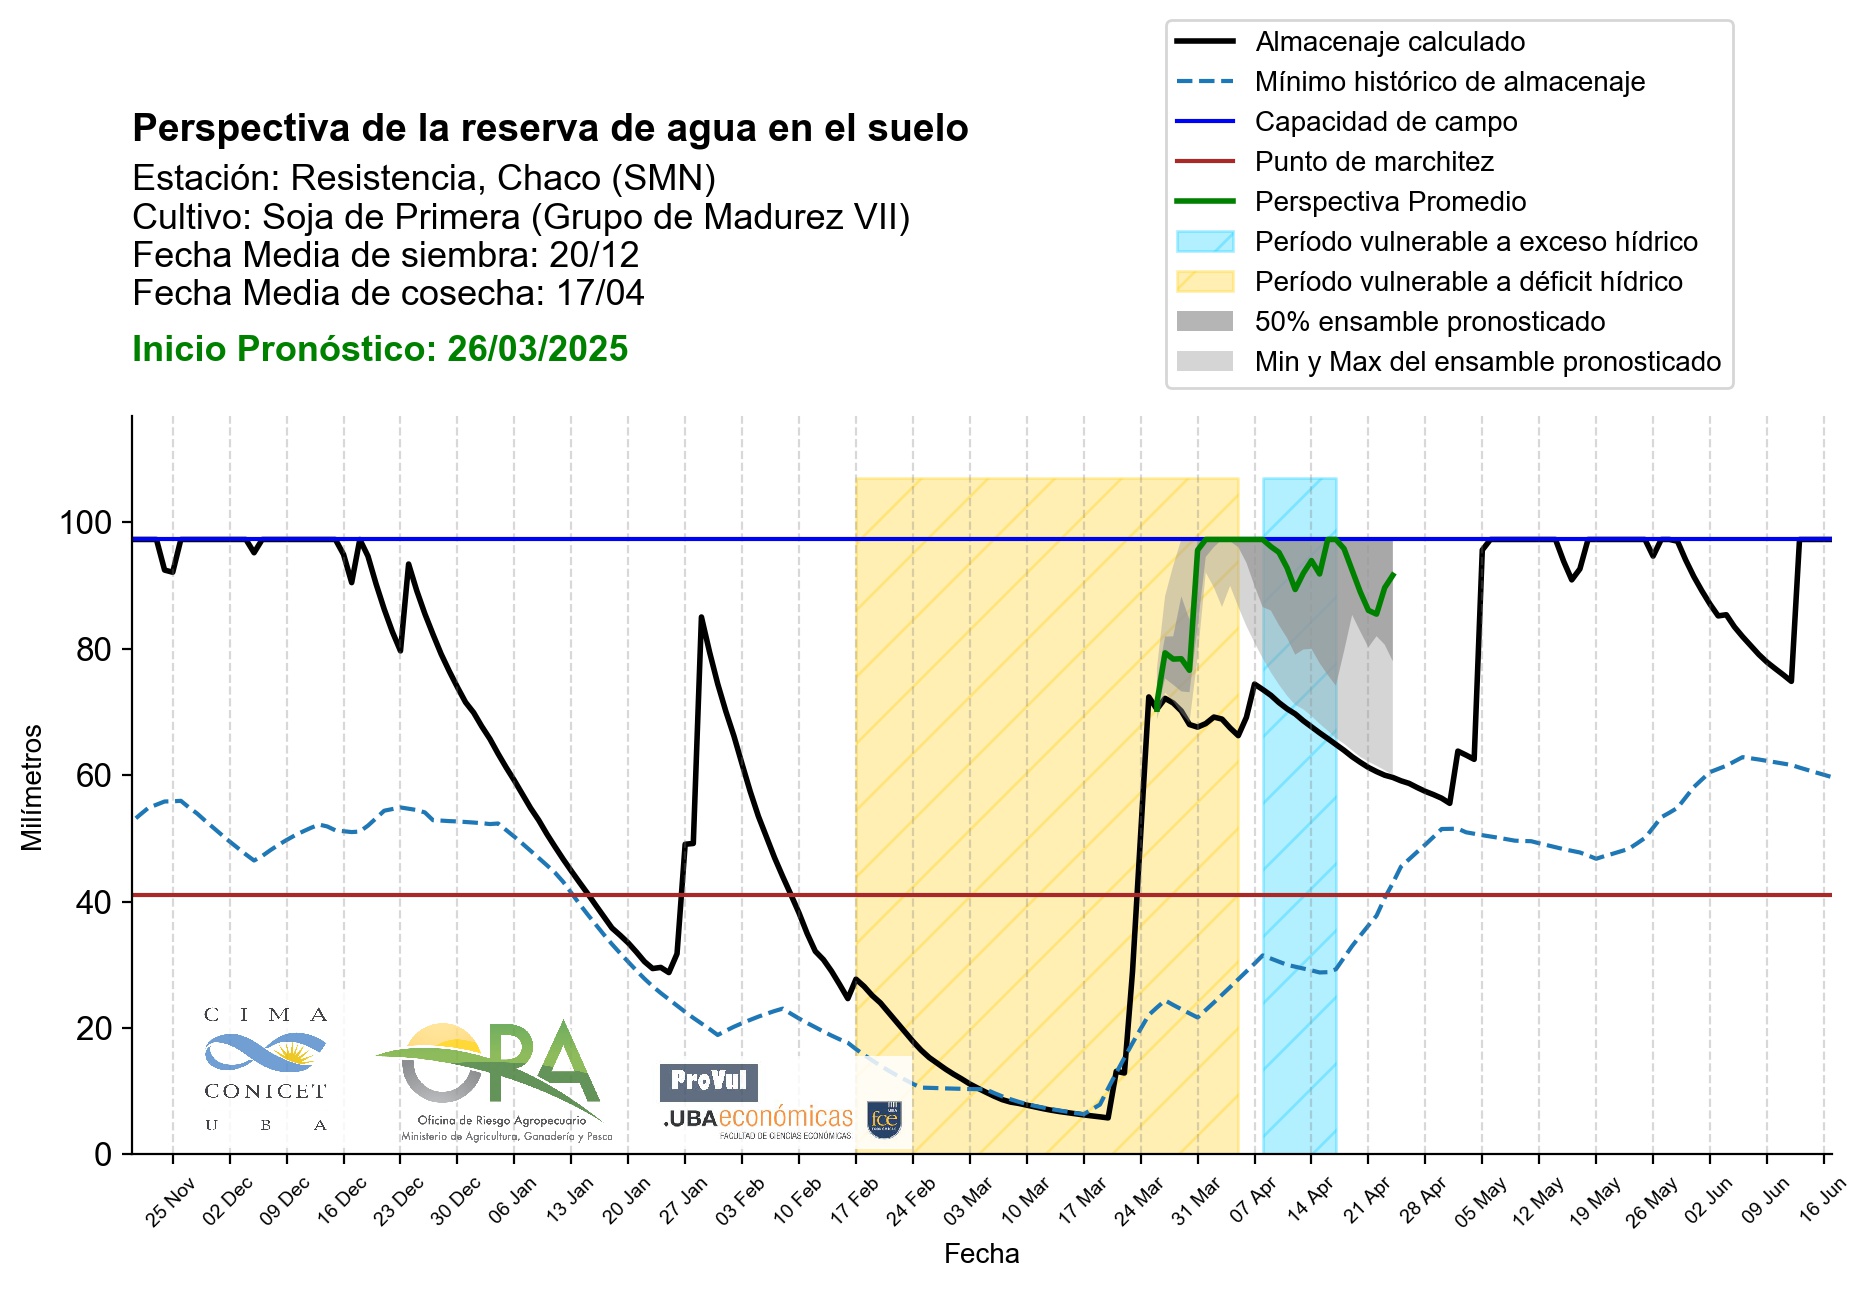 Almacenaje calculado
Mínimo histórico de almacenaje
Capacidad de campo
Punto de marchitez
Perspectiva Promedio
Período vulnerable a exceso hídrico
Período vulnerable a déficit hídrico
50% ensamble pronosticado
Min y Max del ensamble pronosticado
Perspectiva de la reserva de agua en el suelo
Estación: Resistencia, Chaco (SMN)
Cultivo: Soja de Primera (Grupo de Madurez VII)
Fecha Media de siembra: 20/12
Fecha Media de cosecha: 17/04
Inicio Pronóstico: 26/03/2025
Milímetros
100
80
60
40
20
0
CIMA
CONICET
UBA
ORA
Oficina de Riesgo Agropecuario
Ministerio de Agricultura, Ganadería y Pesca
ProVul
.UBAeconómicas
FACULTAD DE CIENCIAS ECONÓMICAS
UBA
fce
25 Nov
02 Dec
09 Dec
16 Dec
23 Dec
30 Dec
06 Jan
13 Jan
20 Jan
27 Jan
03 Feb
10 Feb
17 Feb
24 Feb
03 Mar
10 Mar
17 Mar
24 Mar
31 Mar
07 Apr
14 Apr
21 Apr
28 Apr
05 May
12 May
19 May
26 May
02 Jun
09 Jun
16 Jun
Fecha